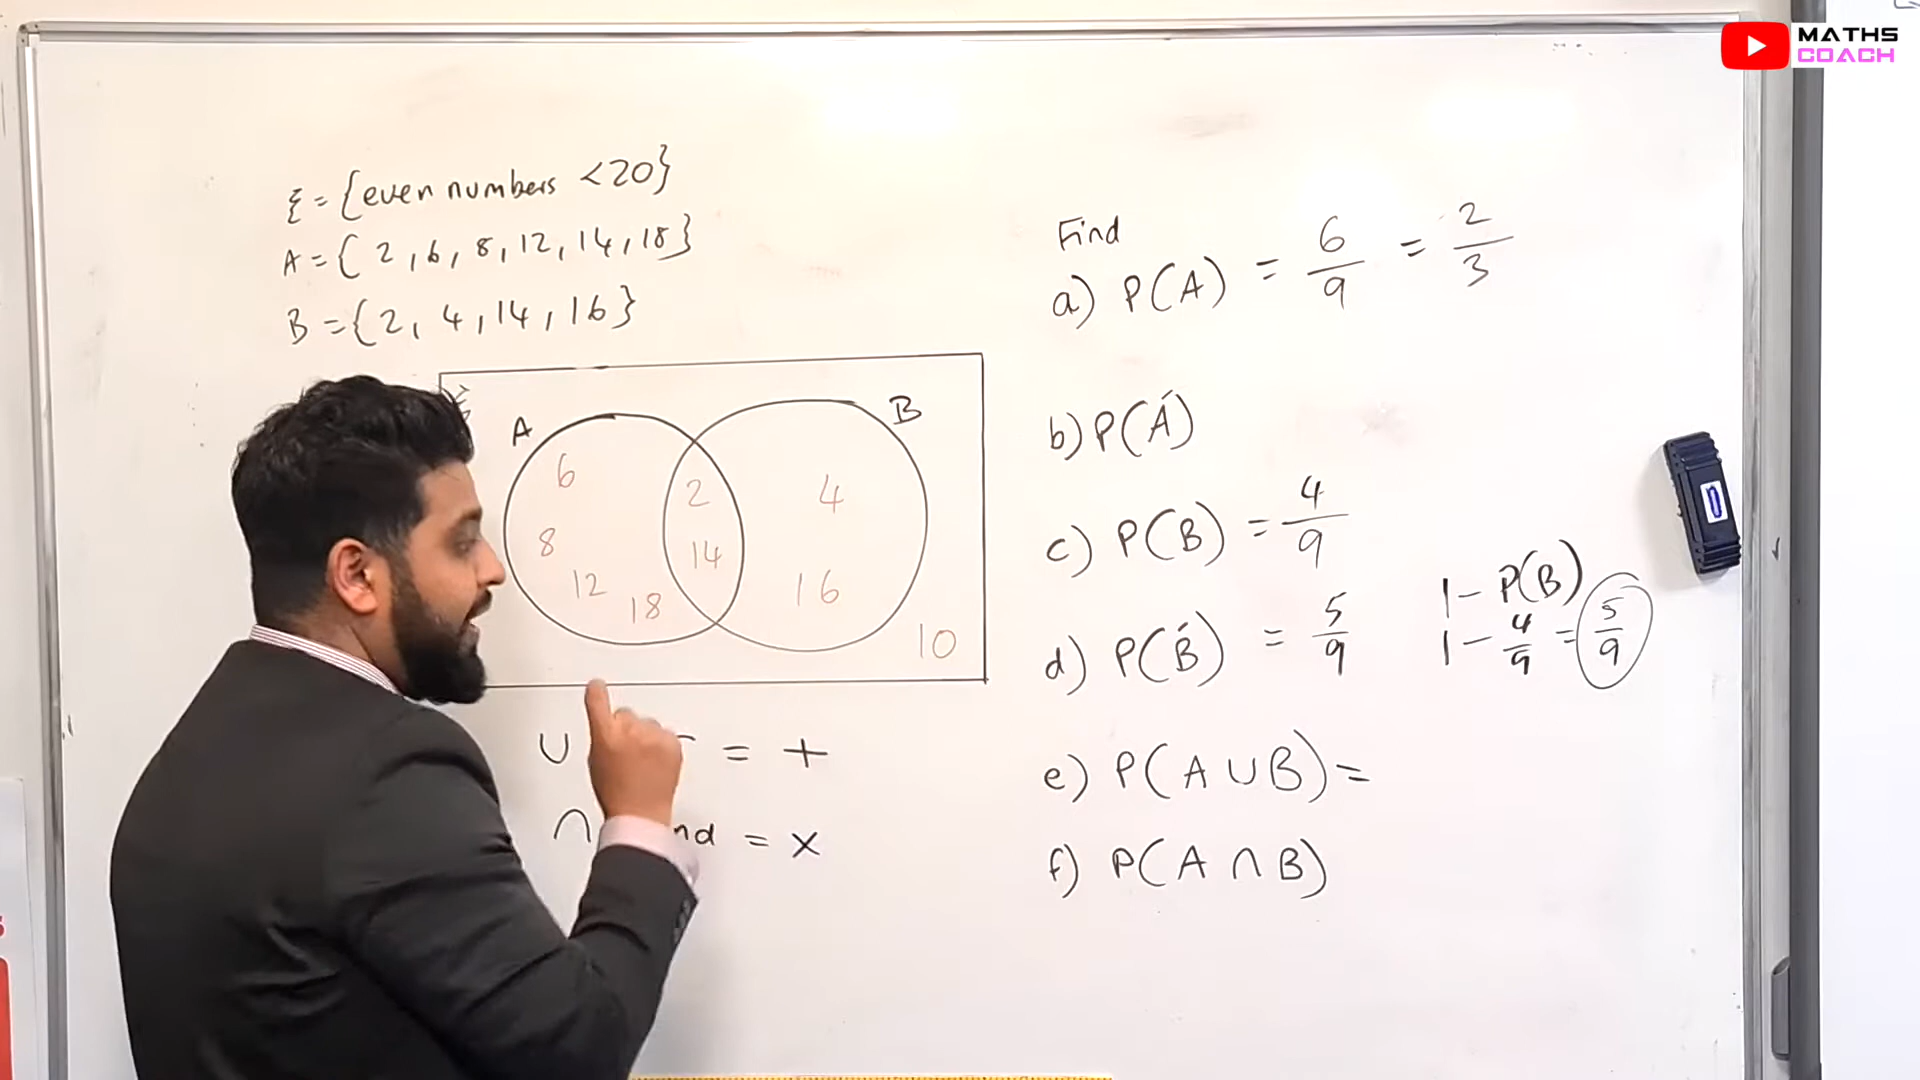 MATHS
COACH
ξ = {even numbers <20}
A = { 2, 6, 8, 12, 14, 18}
B = {2, 4, 14, 16}
A
B
6
2
4
8
14
12
16
18
10
∪ = +
∩ nd = ×
Find
a) P(A) = 6/9 = 2/3
b) P(A')
c) P(B) = 4/9
d) P(B') = 5/9
1 - P(B)
1 - 4/9 = 5/9
e) P(A ∪ B) =
f) P(A ∩ B)